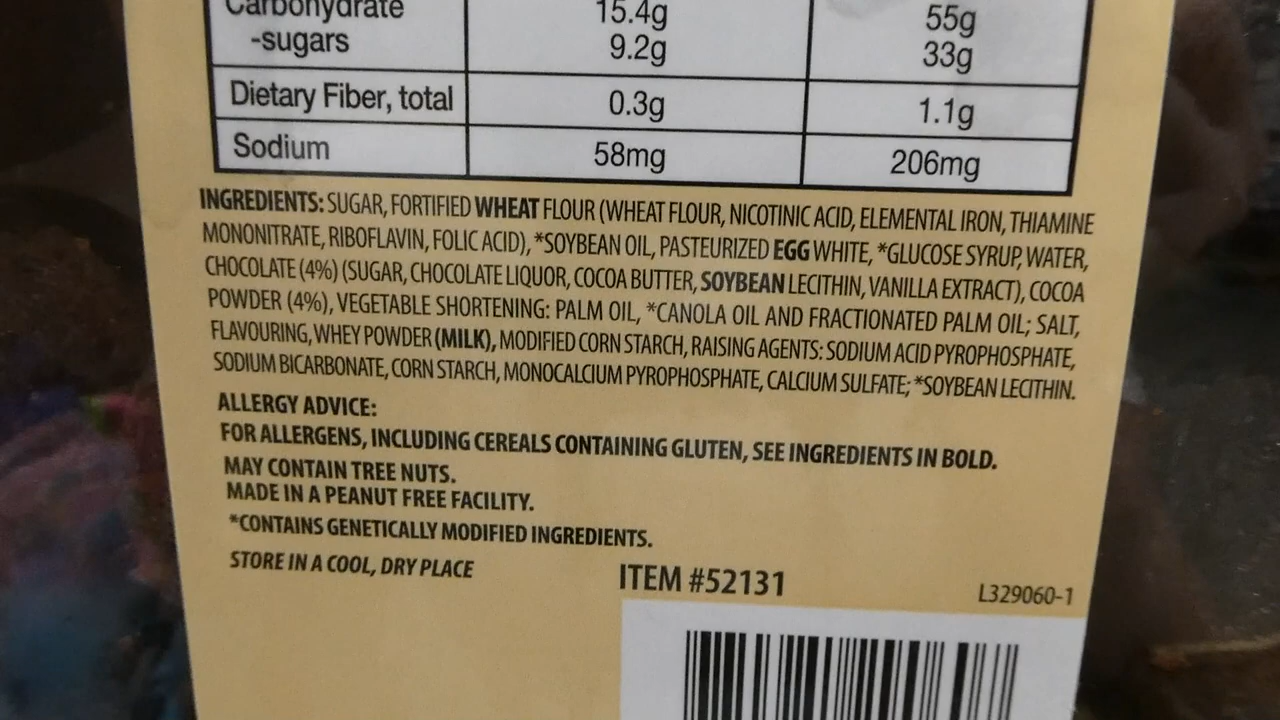 Carbohydrate 15.4g 55g
-sugars 9.2g 33g
Dietary Fiber, total 0.3g 1.1g
Sodium 58mg 206mg
INGREDIENTS: SUGAR, FORTIFIED WHEAT FLOUR (WHEAT FLOUR, NICOTINIC ACID, ELEMENTAL IRON, THIAMINE
MONONITRATE, RIBOFLAVIN, FOLIC ACID), *SOYBEAN OIL, PASTEURIZED EGG WHITE, *GLUCOSE SYRUP, WATER,
CHOCOLATE (4%) (SUGAR, CHOCOLATE LIQUOR, COCOA BUTTER, SOYBEAN LECITHIN, VANILLA EXTRACT), COCOA
POWDER (4%), VEGETABLE SHORTENING: PALM OIL, *CANOLA OIL AND FRACTIONATED PALM OIL; SALT,
FLAVOURING, WHEY POWDER (MILK), MODIFIED CORN STARCH, RAISING AGENTS: SODIUM ACID PYROPHOSPHATE,
SODIUM BICARBONATE, CORN STARCH, MONOCALCIUM PYROPHOSPHATE, CALCIUM SULFATE; *SOYBEAN LECITHIN.
ALLERGY ADVICE:
FOR ALLERGENS, INCLUDING CEREALS CONTAINING GLUTEN, SEE INGREDIENTS IN BOLD.
MAY CONTAIN TREE NUTS.
MADE IN A PEANUT FREE FACILITY.
*CONTAINS GENETICALLY MODIFIED INGREDIENTS.
STORE IN A COOL, DRY PLACE
ITEM #52131
L329060-1